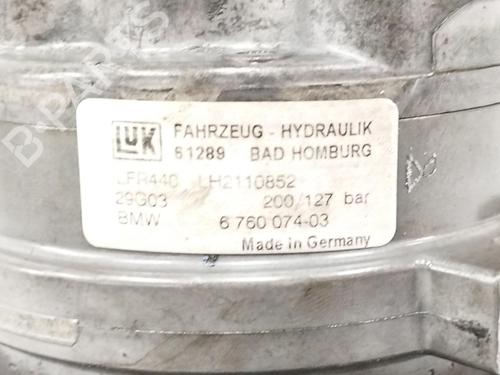 LUK FAHRZEUG - HYDRAULIK
61289 BAD HOMBURG
LFR440 LH2110852
29G03 200/127 bar
BMW 6 760 074-03
Made in Germany